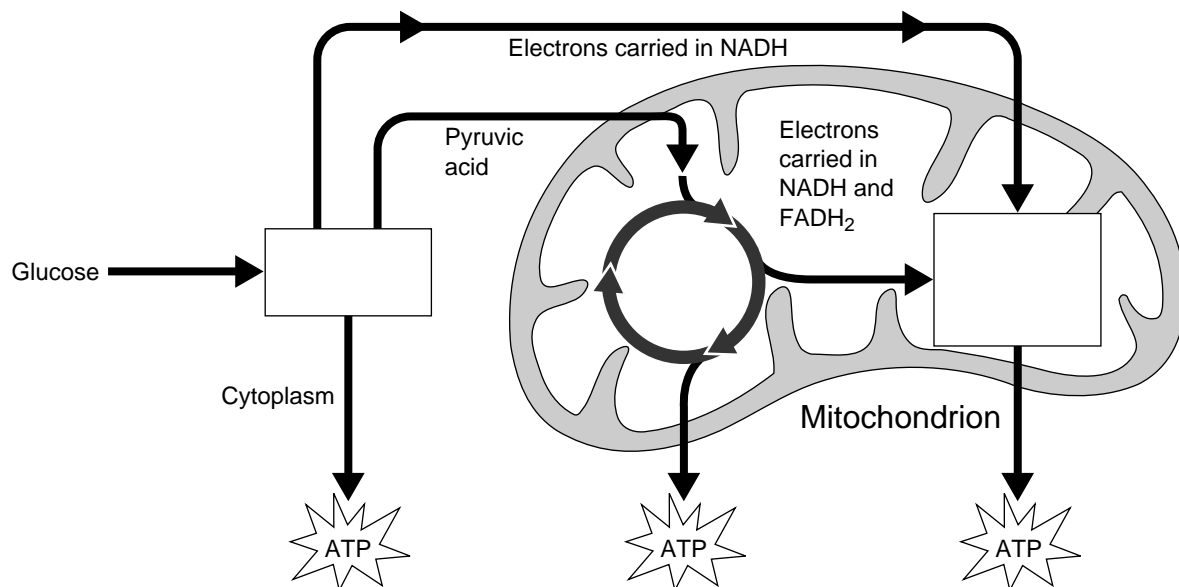 Electrons carried in NADH
Pyruvic
acid
Electrons
carried in
NADH and
FADH2
Glucose
Cytoplasm
Mitochondrion
ATP
ATP
ATP